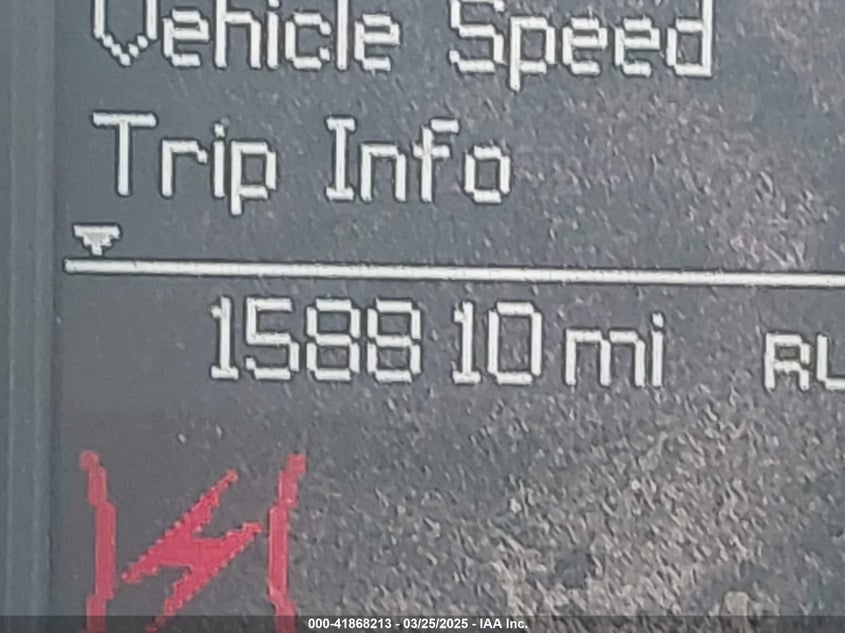 Vehicle Speed
Trip Info
158810mi
000-41868213 - 03/25/2025 - IAA Inc.